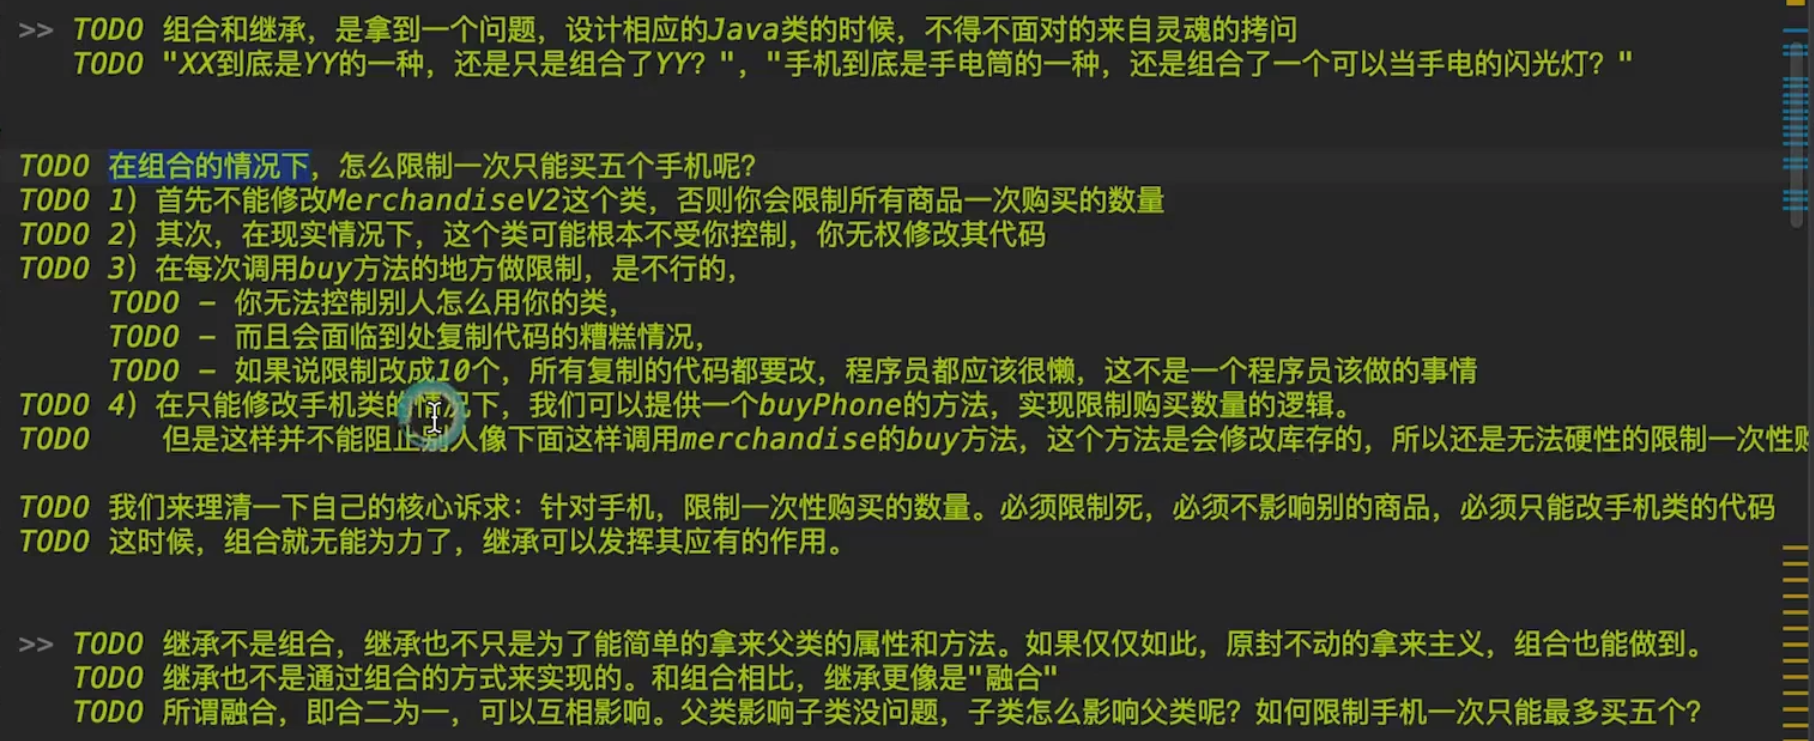 >> TODO 组合和继承，是拿到一个问题，设计相应的Java类的时候，不得不面对的来自灵魂的拷问
TODO "XX到底是YY的一种，还是只是组合了YY？"，"手机到底是手电筒的一种，还是组合了一个可以当手电的闪光灯？"
TODO 在组合的情况下，怎么限制一次只能买五个手机呢？
TODO 1）首先不能修改MerchandiseV2这个类，否则你会限制所有商品一次购买的数量
TODO 2）其次，在现实情况下，这个类可能根本不受你控制，你无权修改其代码
TODO 3）在每次调用buy方法的地方做限制，是不行的，
TODO – 你无法控制别人怎么用你的类，
TODO – 而且会面临到处复制代码的糟糕情况，
TODO – 如果说限制改成10个，所有复制的代码都要改，程序员都应该很懒，这不是一个程序员该做的事情
TODO 4）在只能修改手机类的情况下，我们可以提供一个buyPhone的方法，实现限制购买数量的逻辑。
TODO 但是这样并不能阻止别人像下面这样调用merchandise的buy方法，这个方法是会修改库存的，所以还是无法硬性的限制一次性购
TODO 我们来理清一下自己的核心诉求：针对手机，限制一次性购买的数量。必须限制死，必须不影响别的商品，必须只能改手机类的代码
TODO 这时候，组合就无能为力了，继承可以发挥其应有的作用。
>> TODO 继承不是组合，继承也不只是为了能简单的拿来父类的属性和方法。如果仅仅如此，原封不动的拿来主义，组合也能做到。
TODO 继承也不是通过组合的方式来实现的。和组合相比，继承更像是"融合"
TODO 所谓融合，即合二为一，可以互相影响。父类影响子类没问题，子类怎么影响父类呢？如何限制手机一次只能最多买五个？